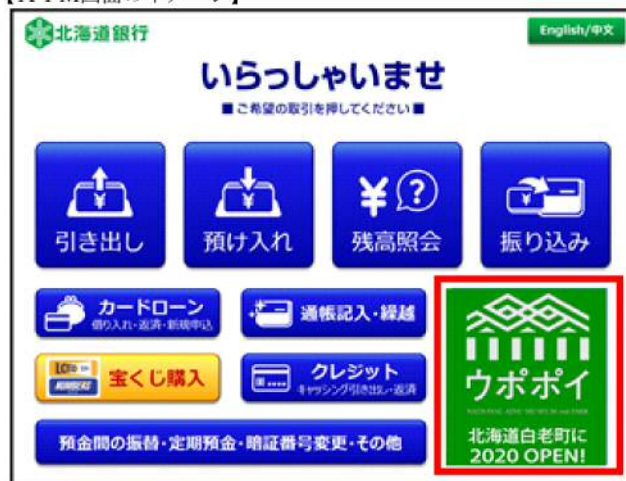 【ATM画面のイメージ】
北海道銀行
English/中文
いらっしゃいませ
■ご希望の取引を押してください■
引き出し
預け入れ
残高照会
振り込み
カードローン
借り入れ・返済・新規申込
通帳記入・繰越
宝くじ購入
クレジット
キャッシング引き出し・返済
預金間の振替・定期預金・暗証番号変更・その他
ウポポイ
北海道白老町に
2020 OPEN!